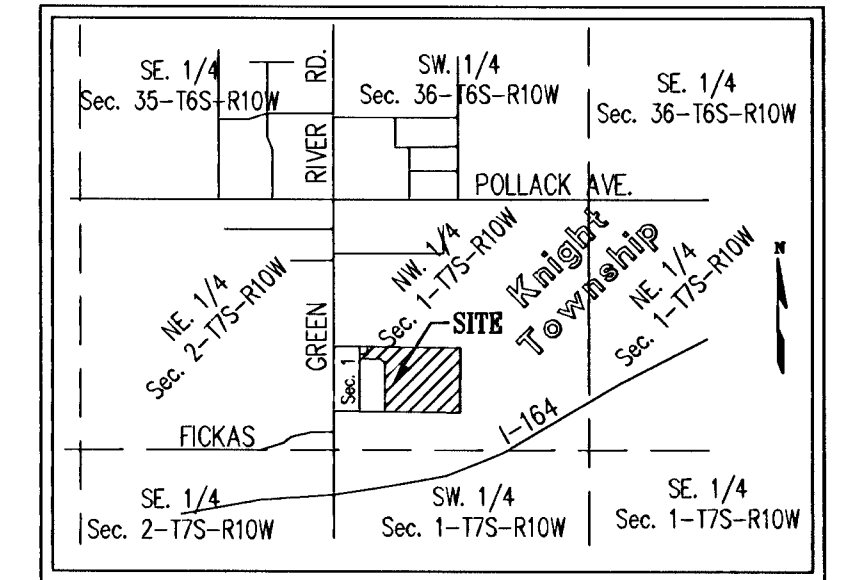 SE. 1/4
Sec. 35-T6S-R10W
RIVER RD.
SW. 1/4
Sec. 36-T6S-R10W
SE. 1/4
Sec. 36-T6S-R10W
POLLACK AVE.
NE. 1/4
Sec. 2-T7S-R10W
GREEN
NW. 1/4
Sec. 1-T7S-R10W
Knight
Township
NE. 1/4
Sec. 1-T7S-R10W
N
SITE
Sec. 1
FICKAS
I-164
SE. 1/4
Sec. 2-T7S-R10W
SW. 1/4
Sec. 1-T7S-R10W
SE. 1/4
Sec. 1-T7S-R10W